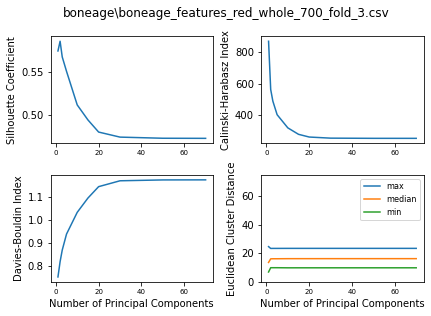 boneage\boneage_features_red_whole_700_fold_3.csv
Silhouette Coefficient
0.55
0.50
0 20 40 60
Calinski-Harabasz Index
800
600
400
0 20 40 60
Davies-Bouldin Index
1.1
1.0
0.9
0.8
0 20 40 60
Number of Principal Components
Euclidean Cluster Distance
60
40
20
0
max
median
min
0 20 40 60
Number of Principal Components